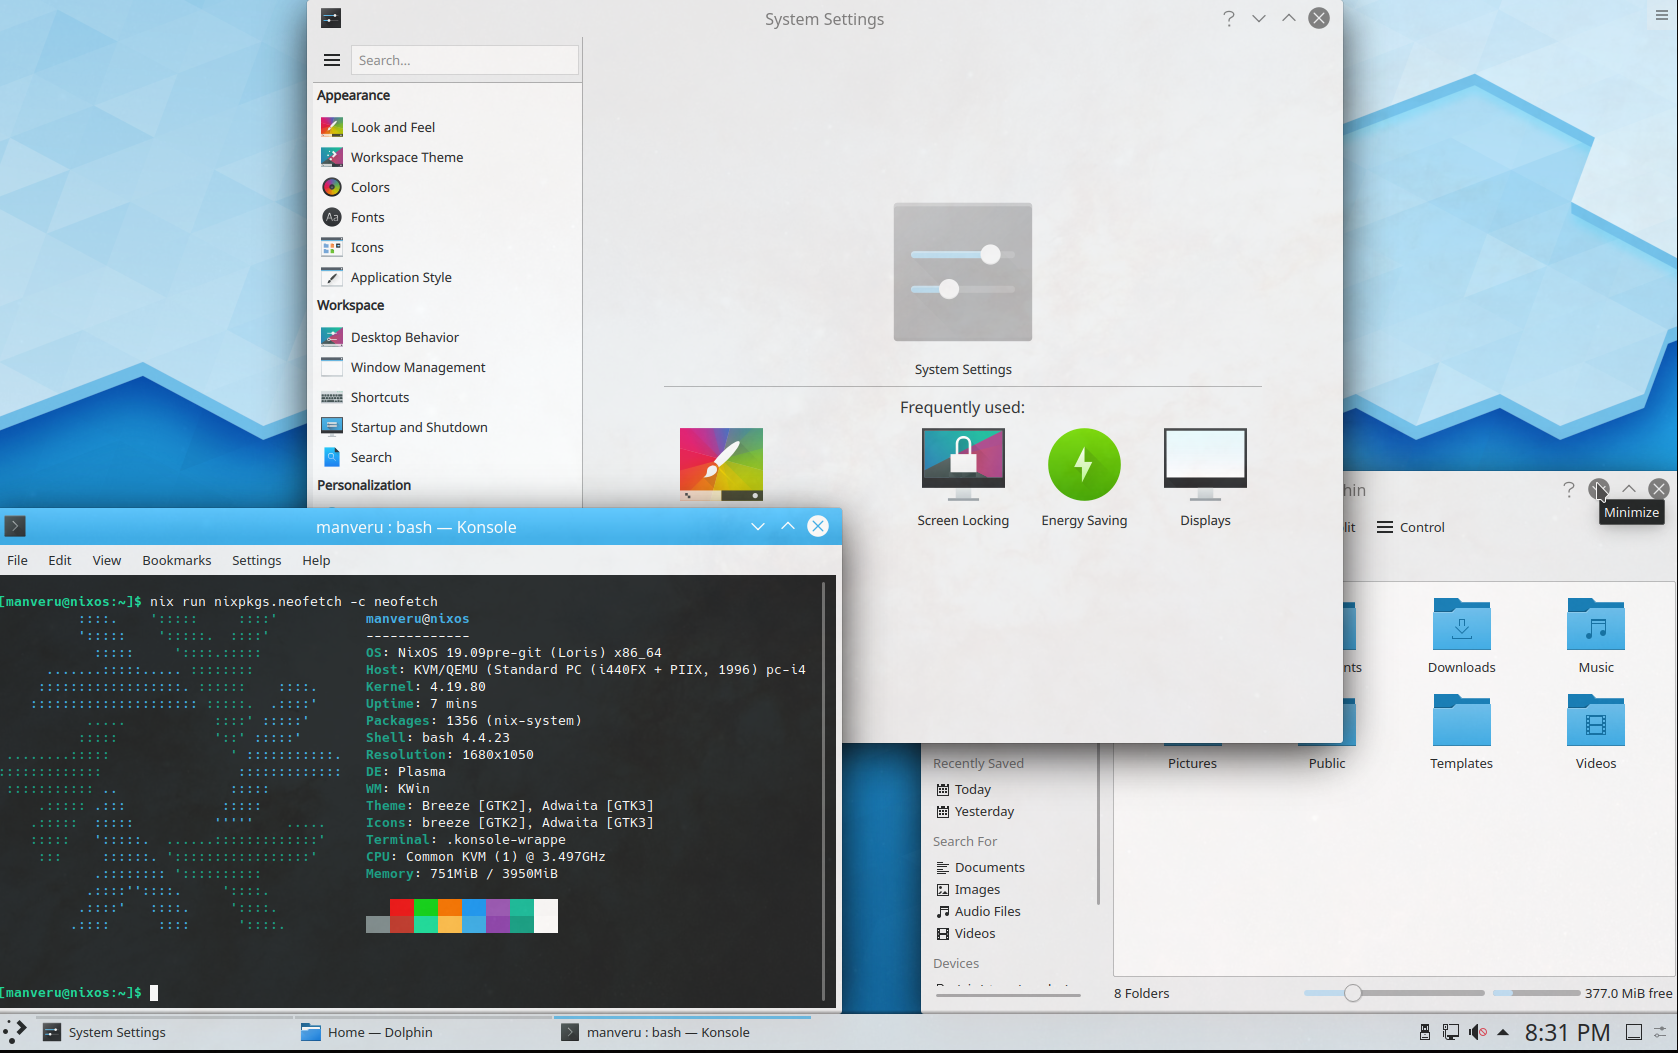 System Settings
Search...
Appearance
Look and Feel
Workspace Theme
Colors
Fonts
Icons
Application Style
Workspace
Desktop Behavior
Window Management
Shortcuts
Startup and Shutdown
Search
Personalization
System Settings
Frequently used:
Screen Locking
Energy Saving
Displays
manveru : bash — Konsole
File Edit View Bookmarks Settings Help
[manveru@nixos:~]$ nix run nixpkgs.neofetch -c neofetch
manveru@nixos
-------------
OS: NixOS 19.09pre-git (Loris) x86_64
Host: KVM/QEMU (Standard PC (i440FX + PIIX, 1996) pc-i4
Kernel: 4.19.80
Uptime: 7 mins
Packages: 1356 (nix-system)
Shell: bash 4.4.23
Resolution: 1680x1050
DE: Plasma
WM: KWin
Theme: Breeze [GTK2], Adwaita [GTK3]
Icons: breeze [GTK2], Adwaita [GTK3]
Terminal: .konsole-wrappe
CPU: Common KVM (1) @ 3.497GHz
Memory: 751MiB / 3950MiB
[manveru@nixos:~]$
hin
Minimize
lit Control
nts
Downloads
Music
Pictures
Public
Templates
Videos
Recently Saved
Today
Yesterday
Search For
Documents
Images
Audio Files
Videos
Devices
8 Folders
377.0 MiB free
System Settings
Home — Dolphin
manveru : bash — Konsole
8:31 PM